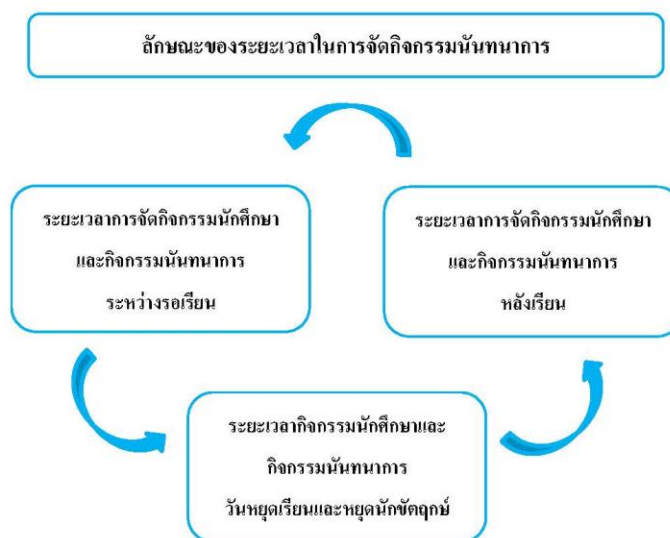 ลักษณะของระยะเวลาในการจัดกิจกรรมนันทนาการ
ระยะเวลาการจัดกิจกรรมนักศึกษา
และกิจกรรมนันทนาการ
ระหว่างรอเรียน
ระยะเวลาการจัดกิจกรรมนักศึกษา
และกิจกรรมนันทนาการ
หลังเรียน
ระยะเวลากิจกรรมนักศึกษาและ
กิจกรรมนันทนาการ
วันหยุดเรียนและหยุดนักขัตฤกษ์